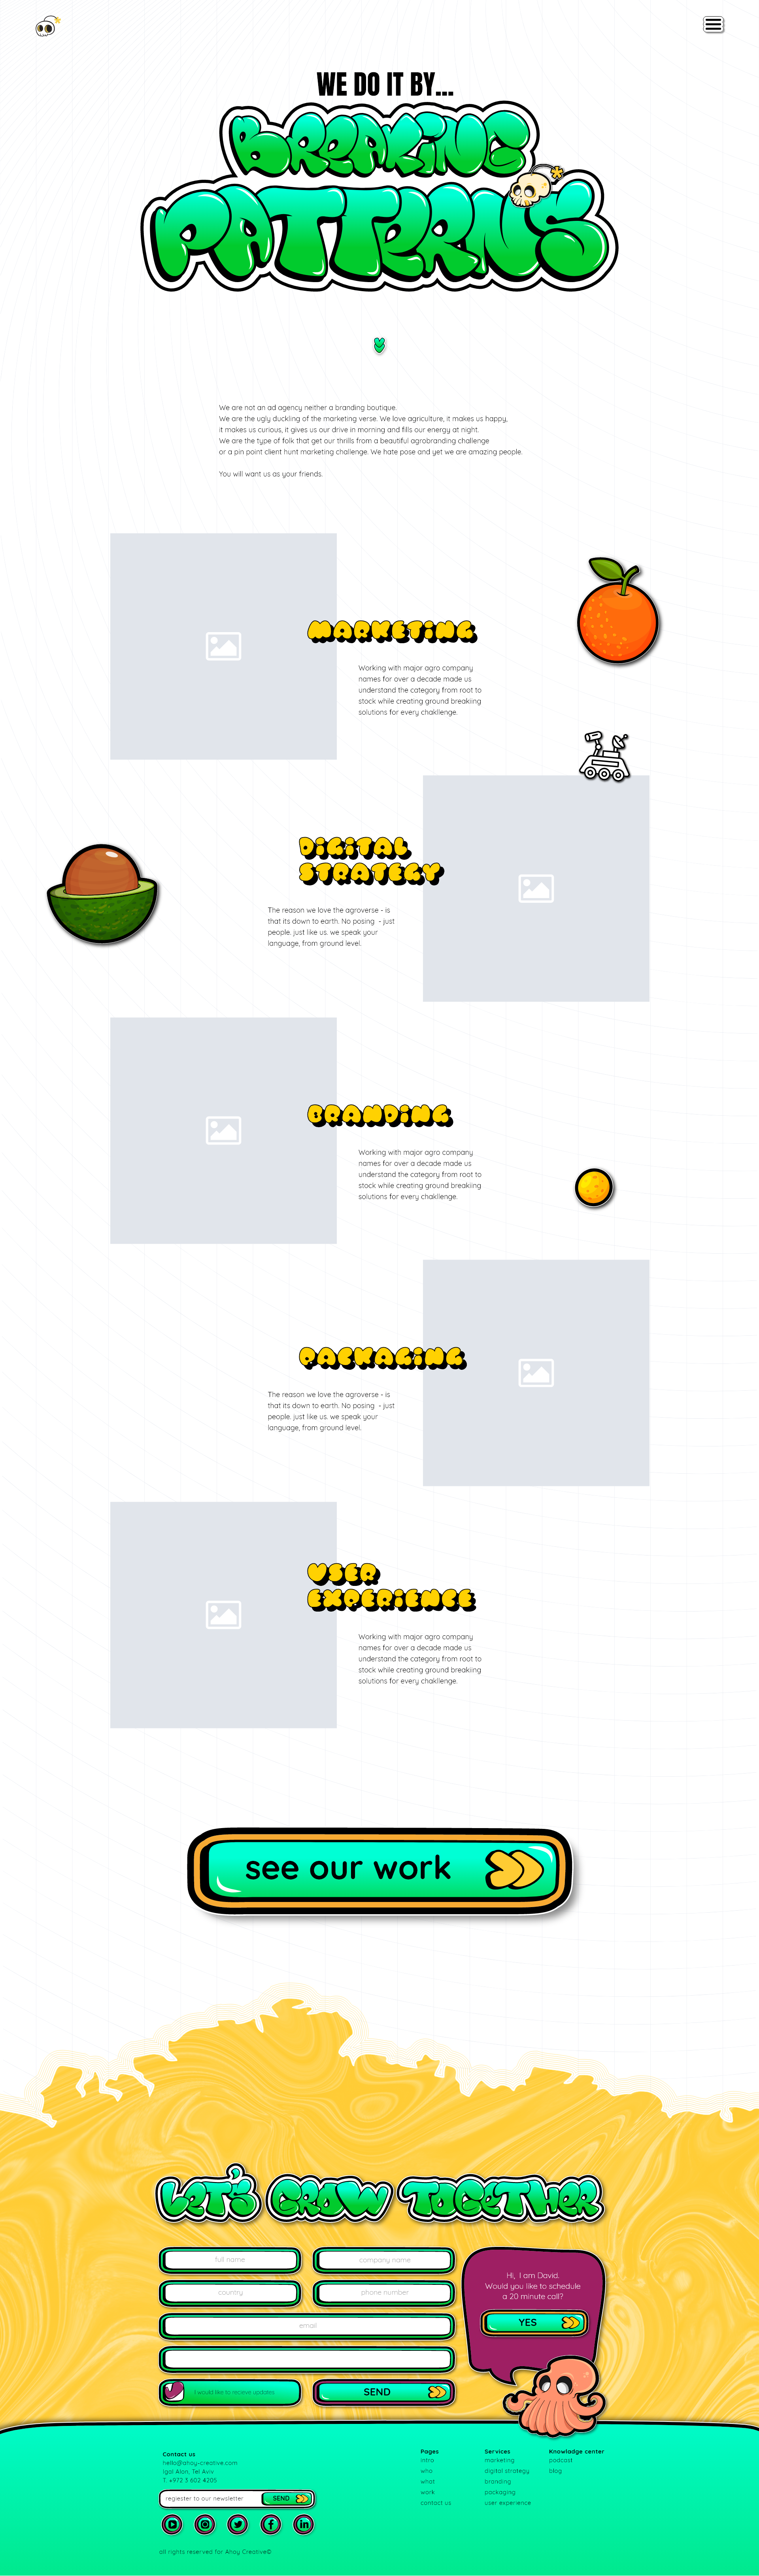 WE DO IT BY...
BREAKING
PATTERNS
We are not an ad agency neither a branding boutique.
We are the ugly duckling of the marketing verse. We love agriculture, it makes us happy,
it makes us curious, it gives us our drive in morning and fills our energy at night.
We are the type of folk that get our thrills from a beautiful agrobranding challenge
or a pin point client hunt marketing challenge. We hate pose and yet we are amazing people.
You will want us as your friends.
MARKETING
Working with major agro company
names for over a decade made us
understand the category from root to
stock while creating ground breakiing
solutions for every chakllenge.
DIGITAL
STRATEGY
The reason we love the agroverse - is
that its down to earth. No posing - just
people. just like us. we speak your
language, from ground level.
BRANDING
Working with major agro company
names for over a decade made us
understand the category from root to
stock while creating ground breakiing
solutions for every chakllenge.
PACKAGING
The reason we love the agroverse - is
that its down to earth. No posing - just
people. just like us. we speak your
language, from ground level.
USER
EXPERIENCE
Working with major agro company
names for over a decade made us
understand the category from root to
stock while creating ground breakiing
solutions for every chakllenge.
see our work
LET'S GROW TOGETHER
full name
company name
country
phone number
email
I would like to receive updates
SEND
Hi, I am David.
Would you like to schedule
a 20 minute call?
YES
Contact us
hello@ahoy-creative.com
Igal Alon, Tel Aviv
T. +972 3 602 4205
regiester to our newsletter
SEND
all rights reserved for Ahoy Creative©
Pages
intro
who
what
work
contact us
Services
marketing
digital strategy
branding
packaging
user experience
Knowladge center
podcast
blog